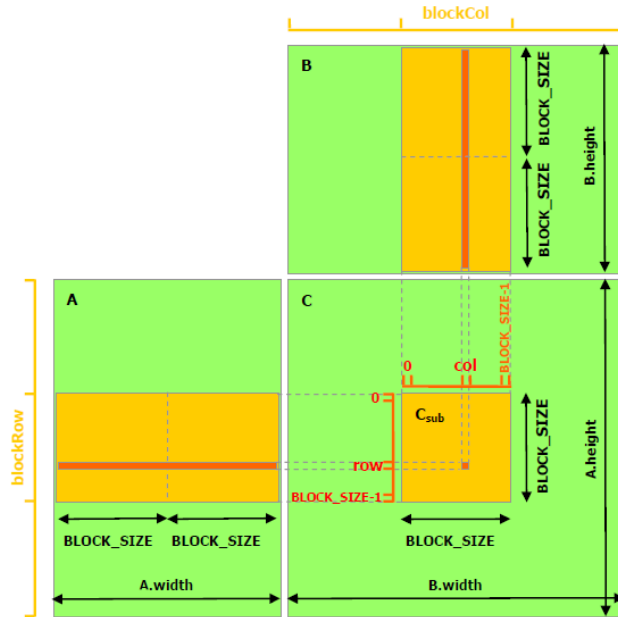 blockCol
B
BLOCK_SIZE
BLOCK_SIZE
B.height
A
C
BLOCK_SIZE-1
0
col
0
blockRow
Csub
row
BLOCK_SIZE-1
BLOCK_SIZE
A.height
BLOCK_SIZE
BLOCK_SIZE
BLOCK_SIZE
A.width
B.width